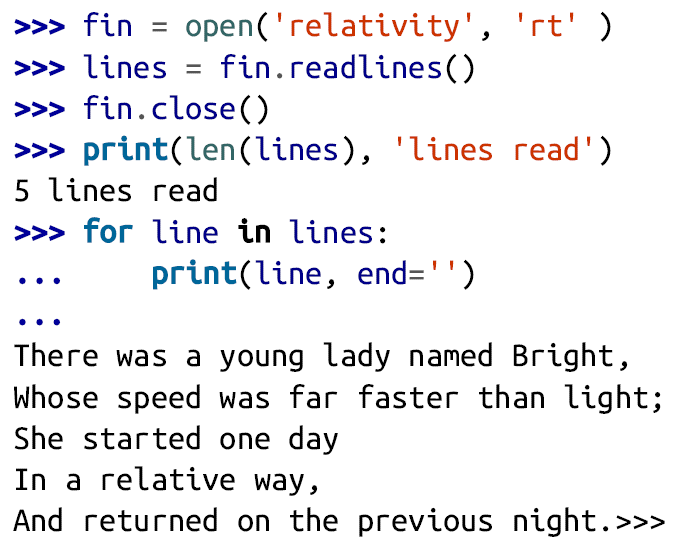 >>> fin = open('relativity', 'rt' )
>>> lines = fin.readlines()
>>> fin.close()
>>> print(len(lines), 'lines read')
5 lines read
>>> for line in lines:
...     print(line, end='')
...
There was a young lady named Bright,
Whose speed was far faster than light;
She started one day
In a relative way,
And returned on the previous night.>>>